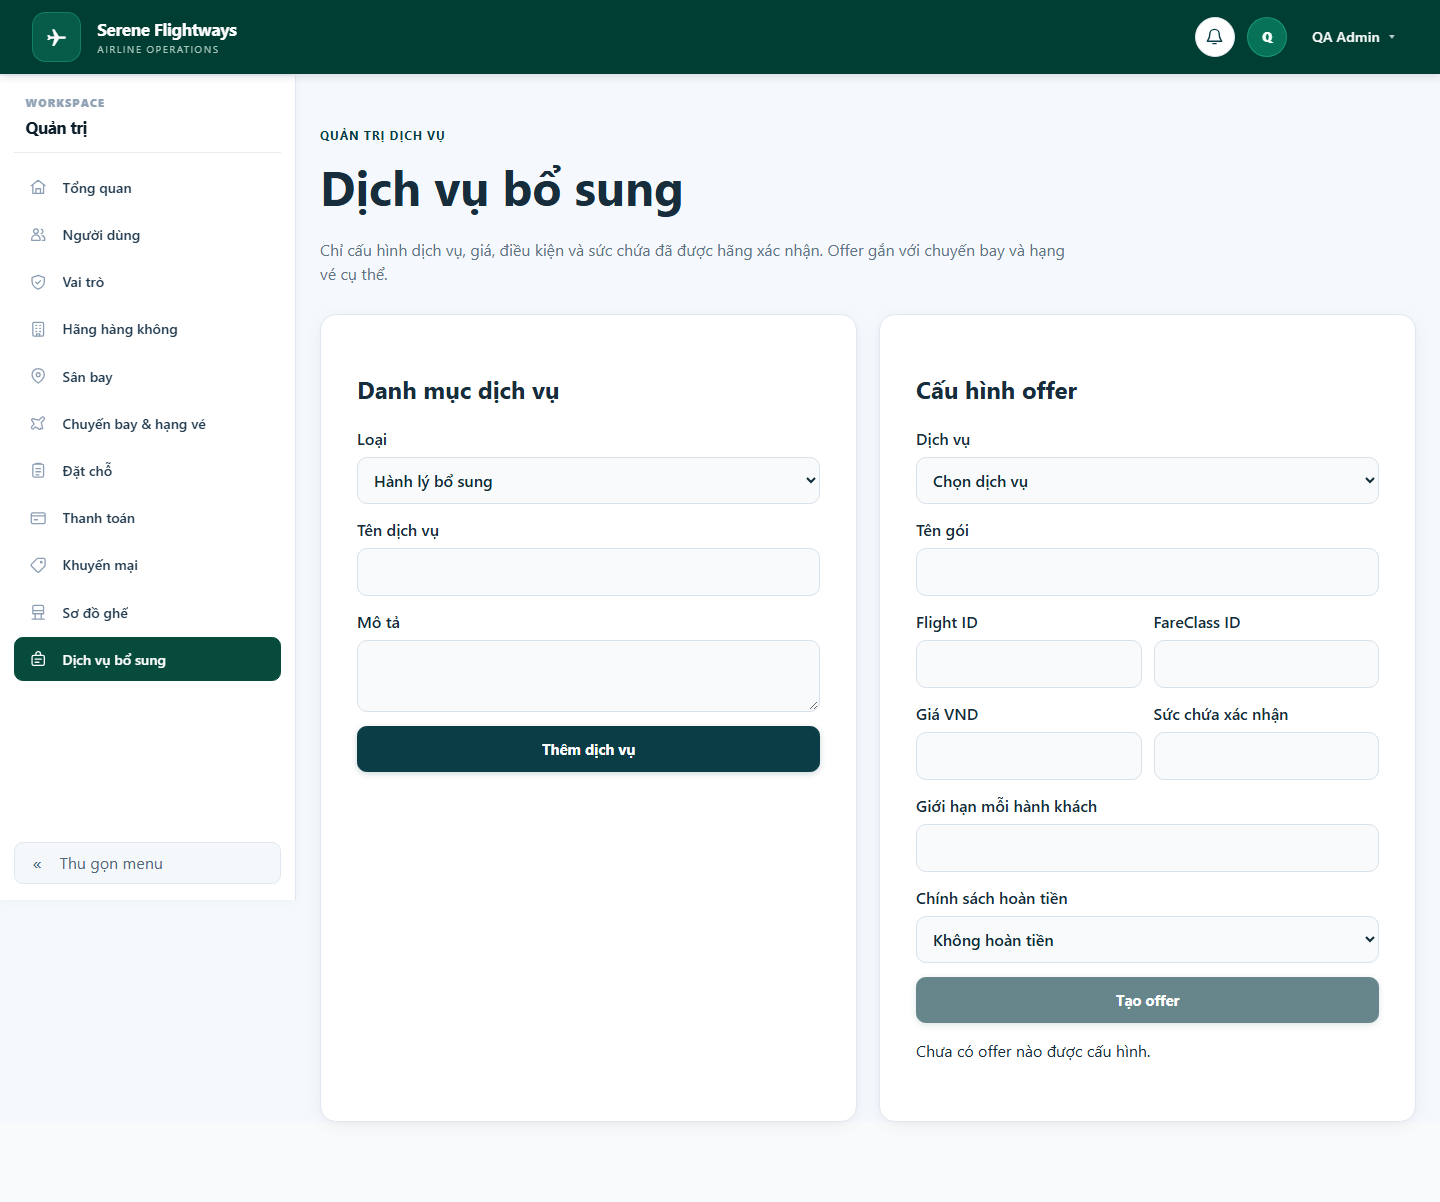 Serene Flightways
AIRLINE OPERATIONS
Q
QA Admin
WORKSPACE
Quản trị
Tổng quan
Người dùng
Vai trò
Hãng hàng không
Sân bay
Chuyến bay & hạng vé
Đặt chỗ
Thanh toán
Khuyến mại
Sơ đồ ghế
Dịch vụ bổ sung
« Thu gọn menu
QUẢN TRỊ DỊCH VỤ
Dịch vụ bổ sung
Chỉ cấu hình dịch vụ, giá, điều kiện và sức chứa đã được hãng xác nhận. Offer gắn với chuyến bay và hạng
vé cụ thể.
Danh mục dịch vụ
Loại
Hành lý bổ sung
Tên dịch vụ
Mô tả
Thêm dịch vụ
Cấu hình offer
Dịch vụ
Chọn dịch vụ
Tên gói
Flight ID FareClass ID
Giá VND Sức chứa xác nhận
Giới hạn mỗi hành khách
Chính sách hoàn tiền
Không hoàn tiền
Tạo offer
Chưa có offer nào được cấu hình.